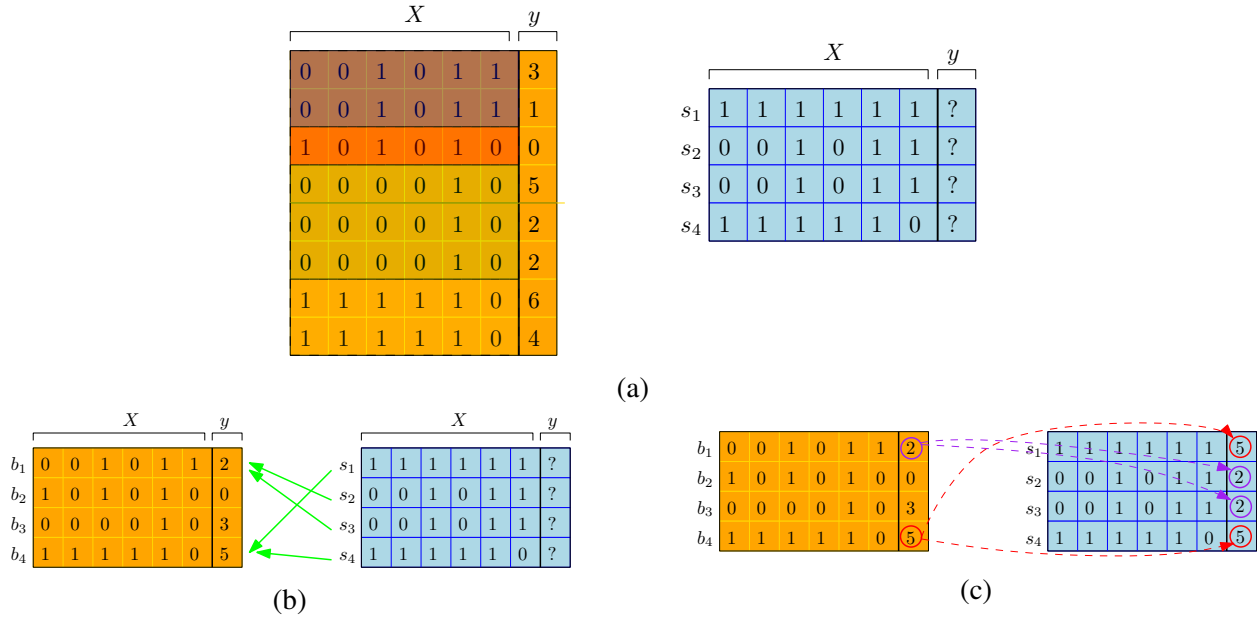 X y
0 0 1 0 1 1 3
0 0 1 0 1 1 1
1 0 1 0 1 0 0
0 0 0 0 1 0 5
0 0 0 0 1 0 2
0 0 0 0 1 0 2
1 1 1 1 1 0 6
1 1 1 1 1 0 4
X y
s1 1 1 1 1 1 1 ?
s2 0 0 1 0 1 1 ?
s3 0 0 1 0 1 1 ?
s4 1 1 1 1 1 0 ?
(a)
X y
b1 0 0 1 0 1 1 2
b2 1 0 1 0 1 0 0
b3 0 0 0 0 1 0 3
b4 1 1 1 1 1 0 5
X y
s1 1 1 1 1 1 1 ?
s2 0 0 1 0 1 1 ?
s3 0 0 1 0 1 1 ?
s4 1 1 1 1 1 0 ?
(b)
b1 0 0 1 0 1 1 2
b2 1 0 1 0 1 0 0
b3 0 0 0 0 1 0 3
b4 1 1 1 1 1 0 5
s1 1 1 1 1 1 1 5
s2 0 0 1 0 1 1 2
s3 0 0 1 0 1 1 2
s4 1 1 1 1 1 0 5
(c)